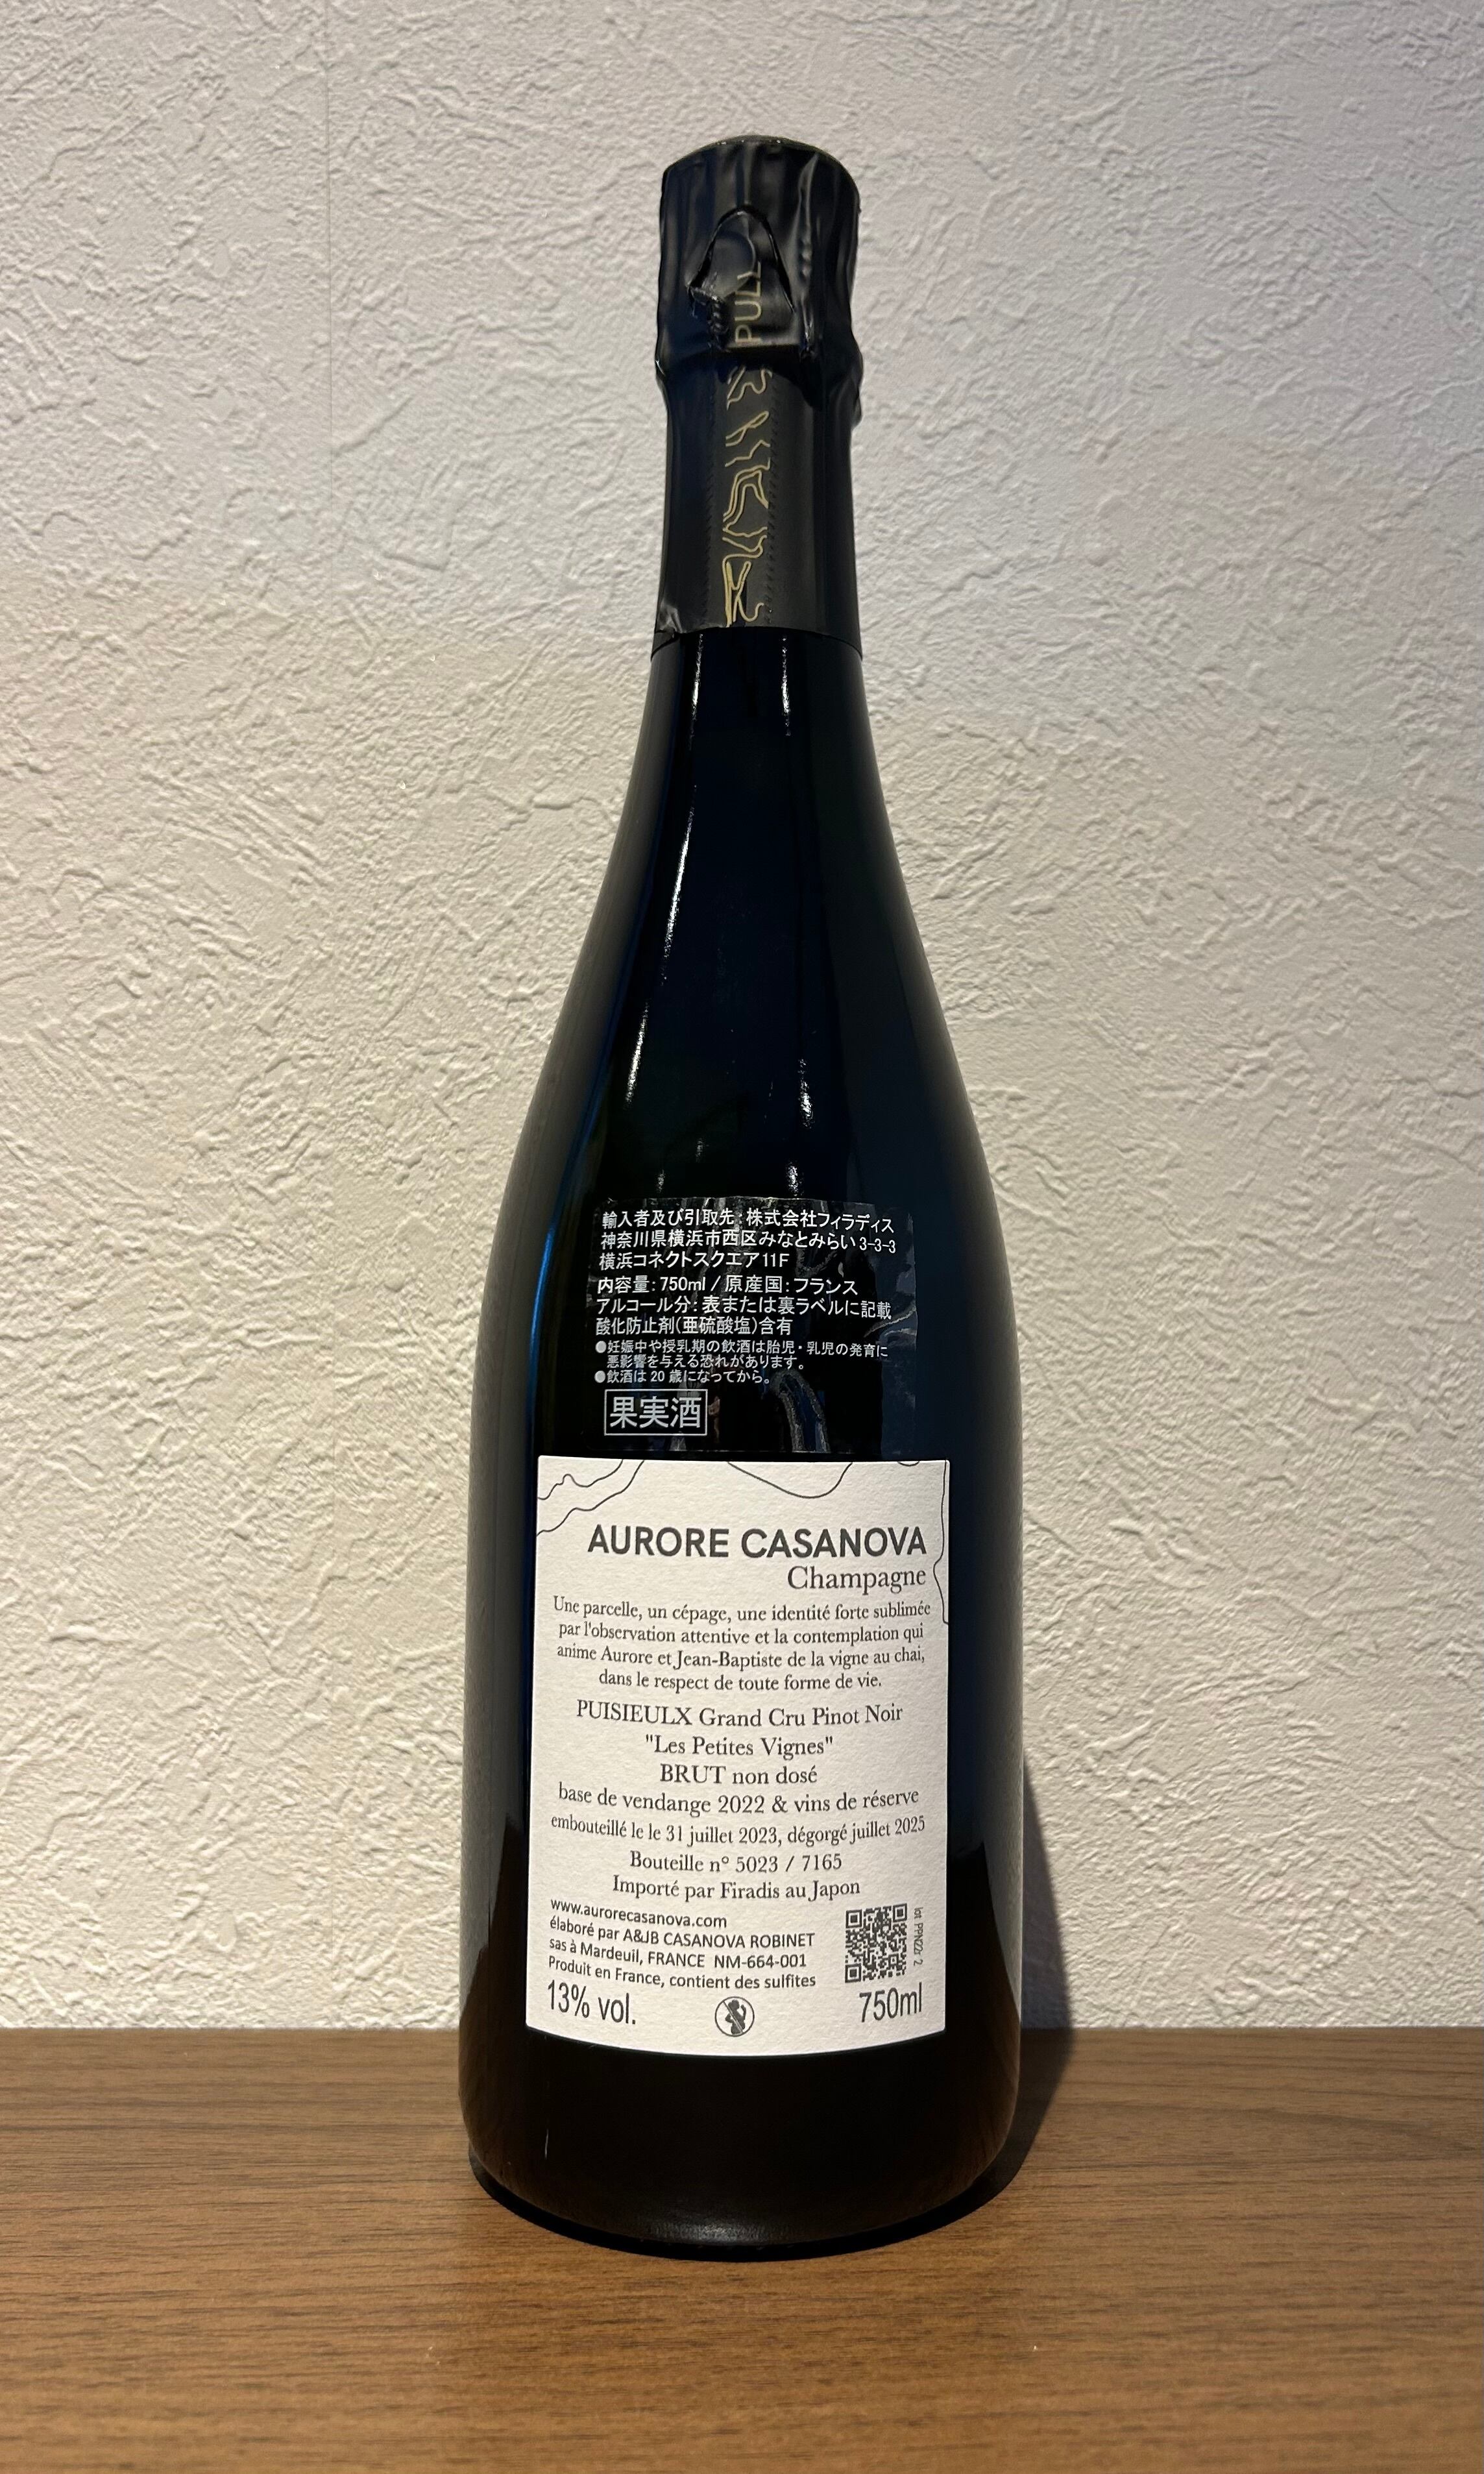 PULL
輸入者及び引取先：株式会社フィラディス
神奈川県横浜市西区みなとみらい3-3-3
横浜コネクトスクエア11F
内容量：750ml / 原産国：フランス
アルコール分：表または裏ラベルに記載
酸化防止剤(亜硫酸塩)含有
●妊娠中や授乳期の飲酒は胎児・乳児の発育に
悪影響を与える恐れがあります。
●飲酒は20歳になってから。
果実酒
AURORE CASANOVA
Champagne
Une parcelle, un cépage, une identité forte sublimée
par l'observation attentive et la contemplation qui
anime Aurore et Jean-Baptiste de la vigne au chai,
dans le respect de toute forme de vie.
PUISIEULX Grand Cru Pinot Noir
"Les Petites Vignes"
BRUT non dosé
base de vendange 2022 & vins de réserve
embouteillé le le 31 juillet 2023, dégorgé juillet 2025
Bouteille n° 5023 / 7165
Importé par Firadis au Japon
www.aurorecasanova.com
élaboré par A&JB CASANOVA ROBINET
sas à Mardeuil, FRANCE NM-664-001
Produit en France, contient des sulfites
lot PPN22r 2
13% vol.
750ml